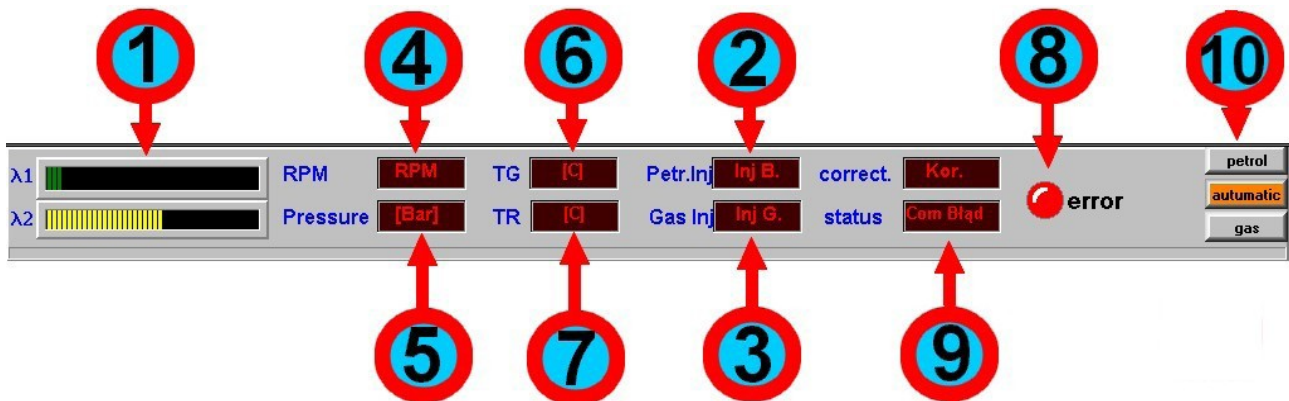 1 4 6 2 8 10
λ1 RPM RPM TG [C] Petr.Inj Inj B. correct. Kor. petrol
error autumatic
λ2 Pressure [Bar] TR [C] Gas Inj Inj G. status Com Błąd gas
5 7 3 9